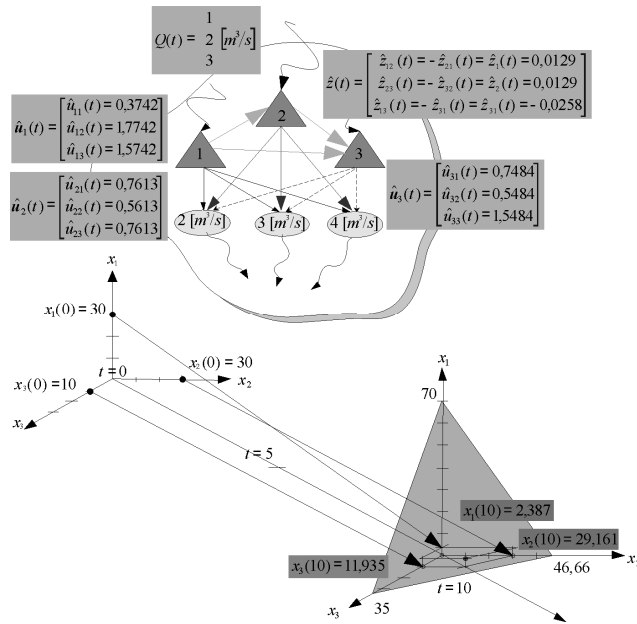 1
Q(t) = 2 [m³/s]
3
ẑ₁₂(t) = -ẑ₂₁(t) = ẑ₁(t) = 0,0129
ẑ(t) = ẑ₂₃(t) = -ẑ₃₂(t) = ẑ₂(t) = 0,0129
ẑ₁₃(t) = -ẑ₃₁(t) = ẑ₃₁(t) = -0,0258
û₁₁(t) = 0,3742
û₁(t) = û₁₂(t) = 1,7742
û₁₃(t) = 1,5742
2
1
3
û₂₁(t) = 0,7613
û₂(t) = û₂₂(t) = 0,5613
û₂₃(t) = 0,7613
û₃₁(t) = 0,7484
û₃(t) = û₃₂(t) = 0,5484
û₃₃(t) = 1,5484
2 [m³/s] 3 [m³/s] 4 [m³/s]
x₁
x₁(0) = 30
x₂(0) = 30
t = 0
x₃(0) = 10
x₂
x₃
t = 5
x₁
70
x₁(10) = 2,387
x₂(10) = 29,161
x₃(10) = 11,935
46,66
t = 10
x₃
35